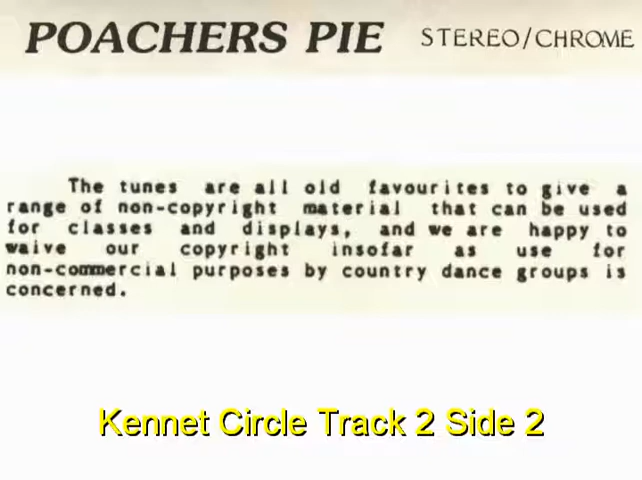 POACHERS PIE STEREO/CHROME
The tunes are all old favourites to give a
range of non-copyright material that can be used
for classes and displays, and we are happy to
waive our copyright insofar as use for
non-commercial purposes by country dance groups is
concerned.
Kennet Circle Track 2 Side 2